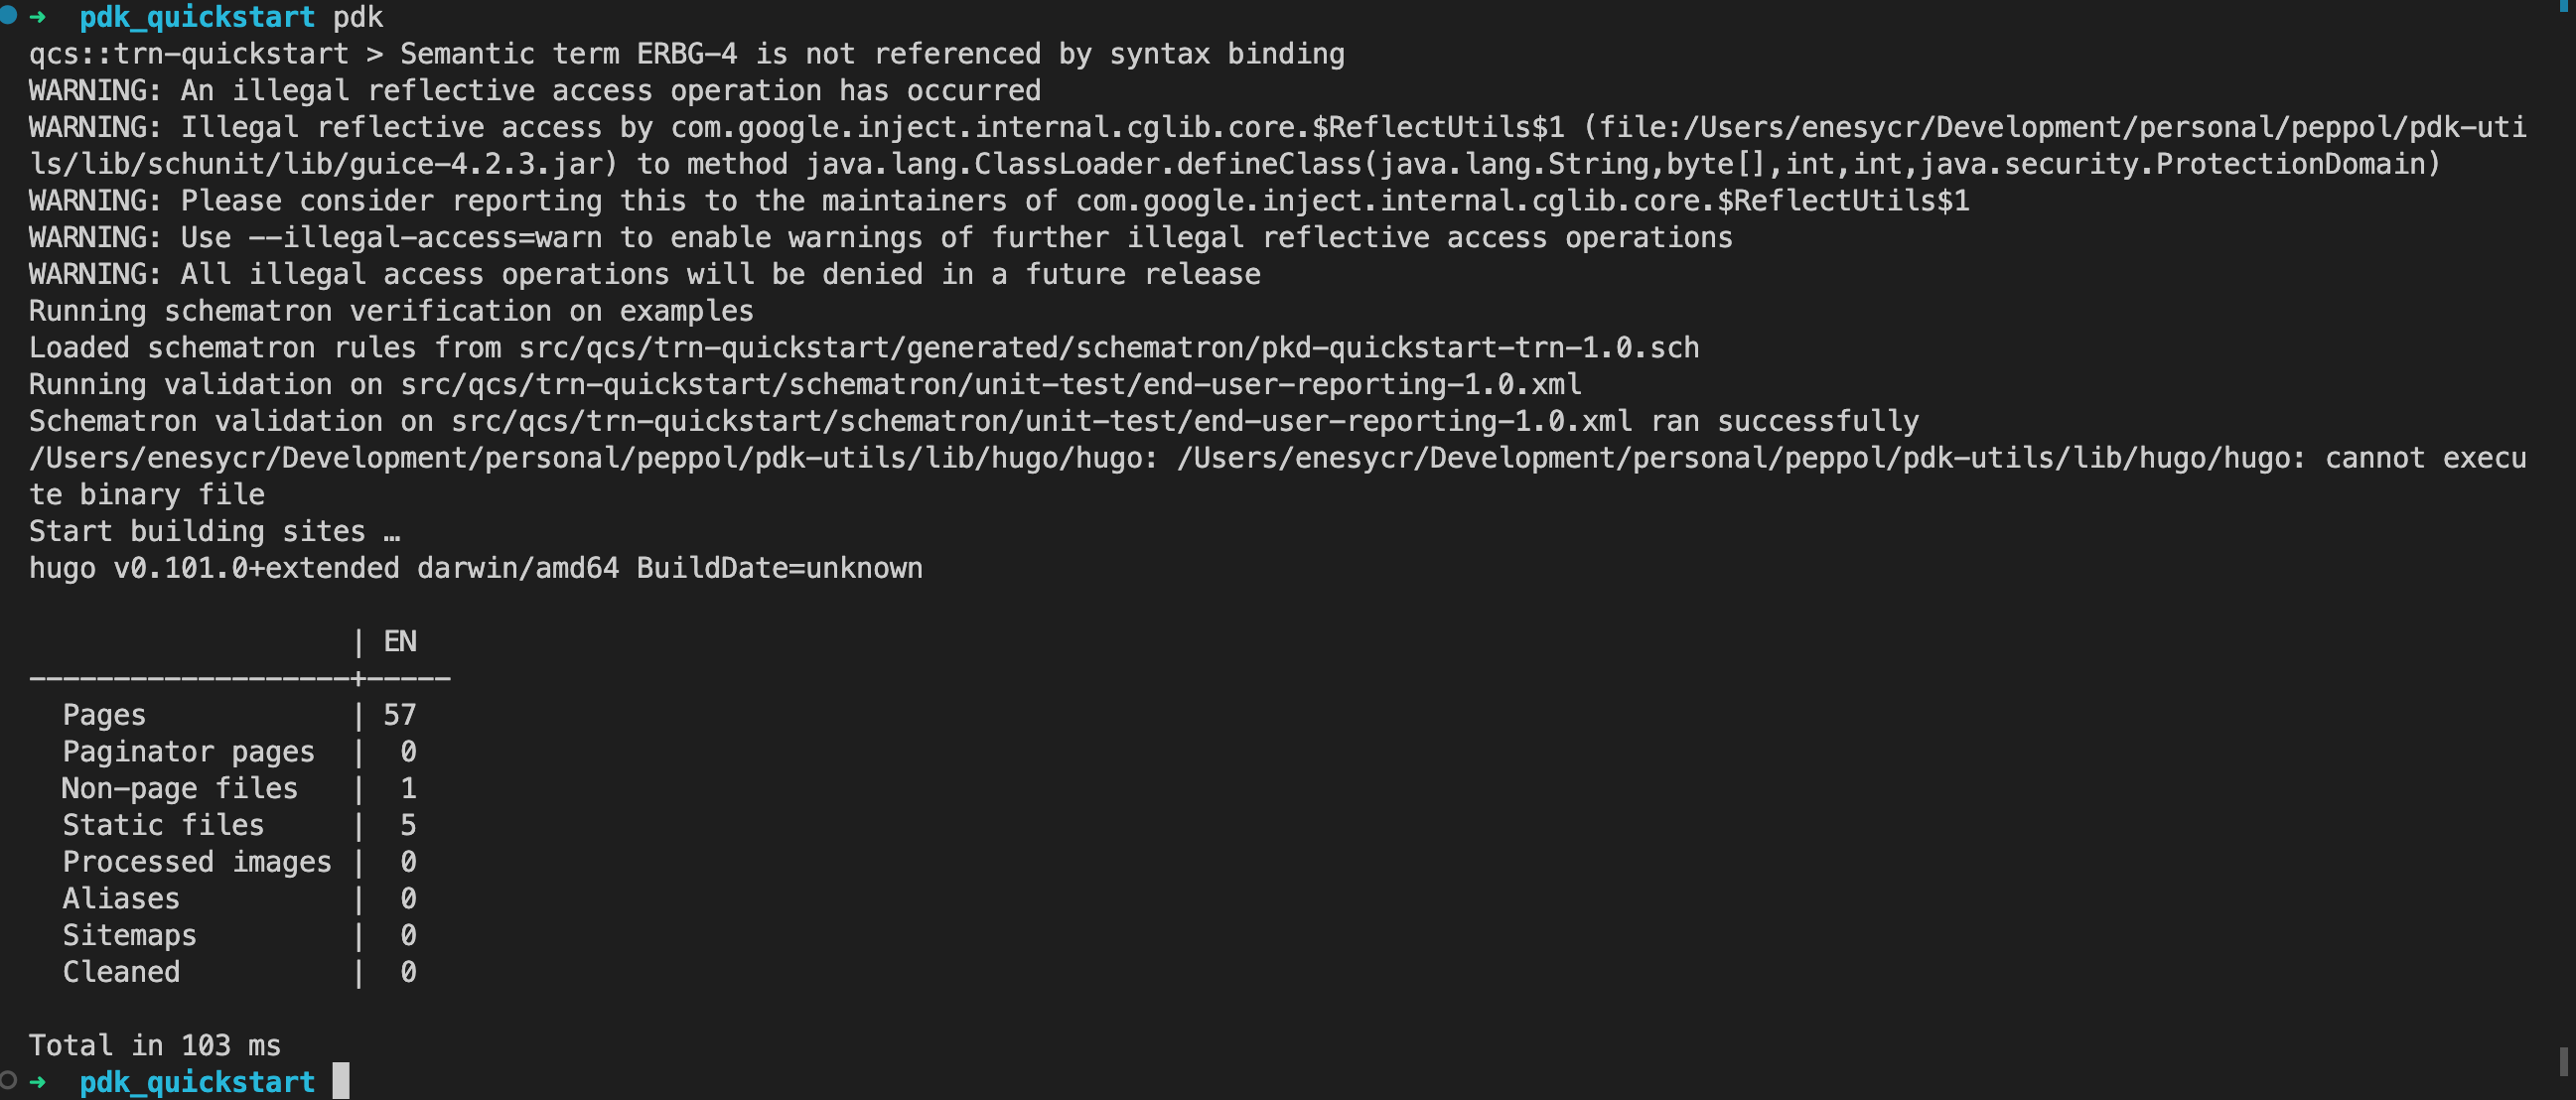 ➜  pdk_quickstart pdk
qcs::trn-quickstart > Semantic term ERBG-4 is not referenced by syntax binding
WARNING: An illegal reflective access operation has occurred
WARNING: Illegal reflective access by com.google.inject.internal.cglib.core.$ReflectUtils$1 (file:/Users/enesycr/Development/personal/peppol/pdk-uti
ls/lib/schunit/lib/guice-4.2.3.jar) to method java.lang.ClassLoader.defineClass(java.lang.String,byte[],int,int,java.security.ProtectionDomain)
WARNING: Please consider reporting this to the maintainers of com.google.inject.internal.cglib.core.$ReflectUtils$1
WARNING: Use --illegal-access=warn to enable warnings of further illegal reflective access operations
WARNING: All illegal access operations will be denied in a future release
Running schematron verification on examples
Loaded schematron rules from src/qcs/trn-quickstart/generated/schematron/pkd-quickstart-trn-1.0.sch
Running validation on src/qcs/trn-quickstart/schematron/unit-test/end-user-reporting-1.0.xml
Schematron validation on src/qcs/trn-quickstart/schematron/unit-test/end-user-reporting-1.0.xml ran successfully
/Users/enesycr/Development/personal/peppol/pdk-utils/lib/hugo/hugo: /Users/enesycr/Development/personal/peppol/pdk-utils/lib/hugo/hugo: cannot execu
te binary file
Start building sites …
hugo v0.101.0+extended darwin/amd64 BuildDate=unknown

                   | EN
-------------------+-----
  Pages            | 57
  Paginator pages  |  0
  Non-page files   |  1
  Static files     |  5
  Processed images |  0
  Aliases          |  0
  Sitemaps         |  0
  Cleaned          |  0

Total in 103 ms
➜  pdk_quickstart